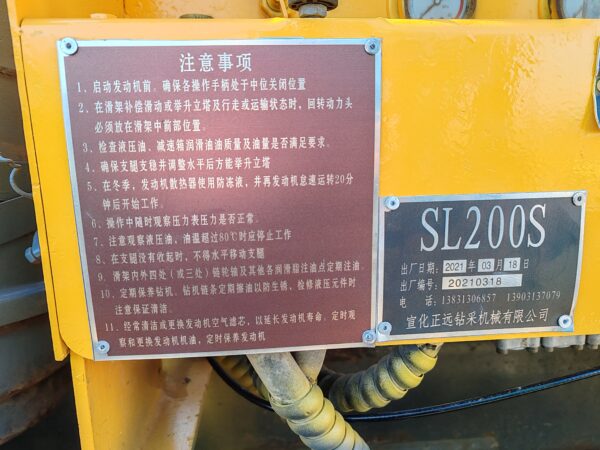 注意事项
1、启动发动机前。确保各操作手柄处于中位关闭位置
2、在滑架补偿滑动或举升立塔及行走或运输状态时，回转动力头
必须放在滑架中前部位置。
3、检查液压油、减速箱润滑油油质量及油量是否满足要求。
4、确保支腿支稳并调整水平后方能举升立塔
5、在冬季，发动机散热器使用防冻液，并再发动机怠速运转20分
钟后开始工作。
6、操作中随时观察压力表压力是否正常。
7、注意观察液压油、油温超过80℃时应停止工作
8、在支腿没有收起时，不得水平移动支腿
9、滑架内外四处（或三处）链轮轴及其他各润滑脂注油点定期注油。
10、定期保养钻机、钻机链条定期操油以防生锈，检修液压元件时
注意保证清洁。
11、经常清洁或更换发动机空气滤芯，以延长发动机寿命。定时观
察和更换发动机机油，定时保养发动机
SL200S
出厂日期：2021 年 03 月 18 日
出厂编号：20210318
电 话：13831306857 13903137079
宣化正远钻采机械有限公司